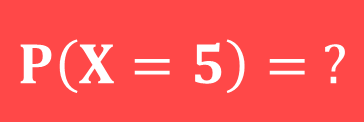 P(X = 5) = ?